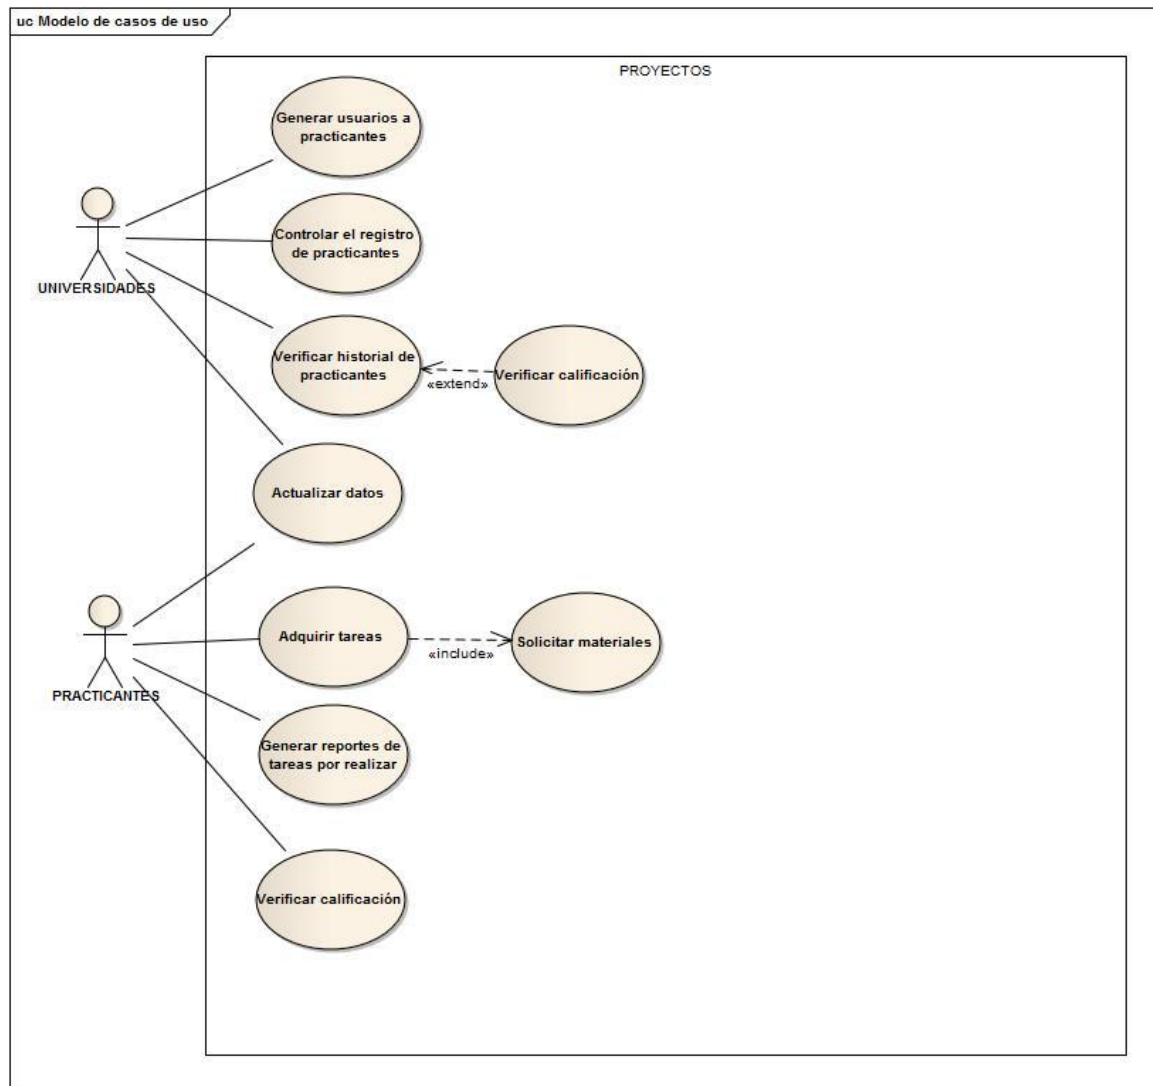 uc Modelo de casos de uso
PROYECTOS
Generar usuarios a
practicantes
Controlar el registro
de practicantes
UNIVERSIDADES
Verificar historial de
practicantes
«extend»
Verificar calificación
Actualizar datos
Adquirir tareas
«include»
Solicitar materiales
PRACTICANTES
Generar reportes de
tareas por realizar
Verificar calificación